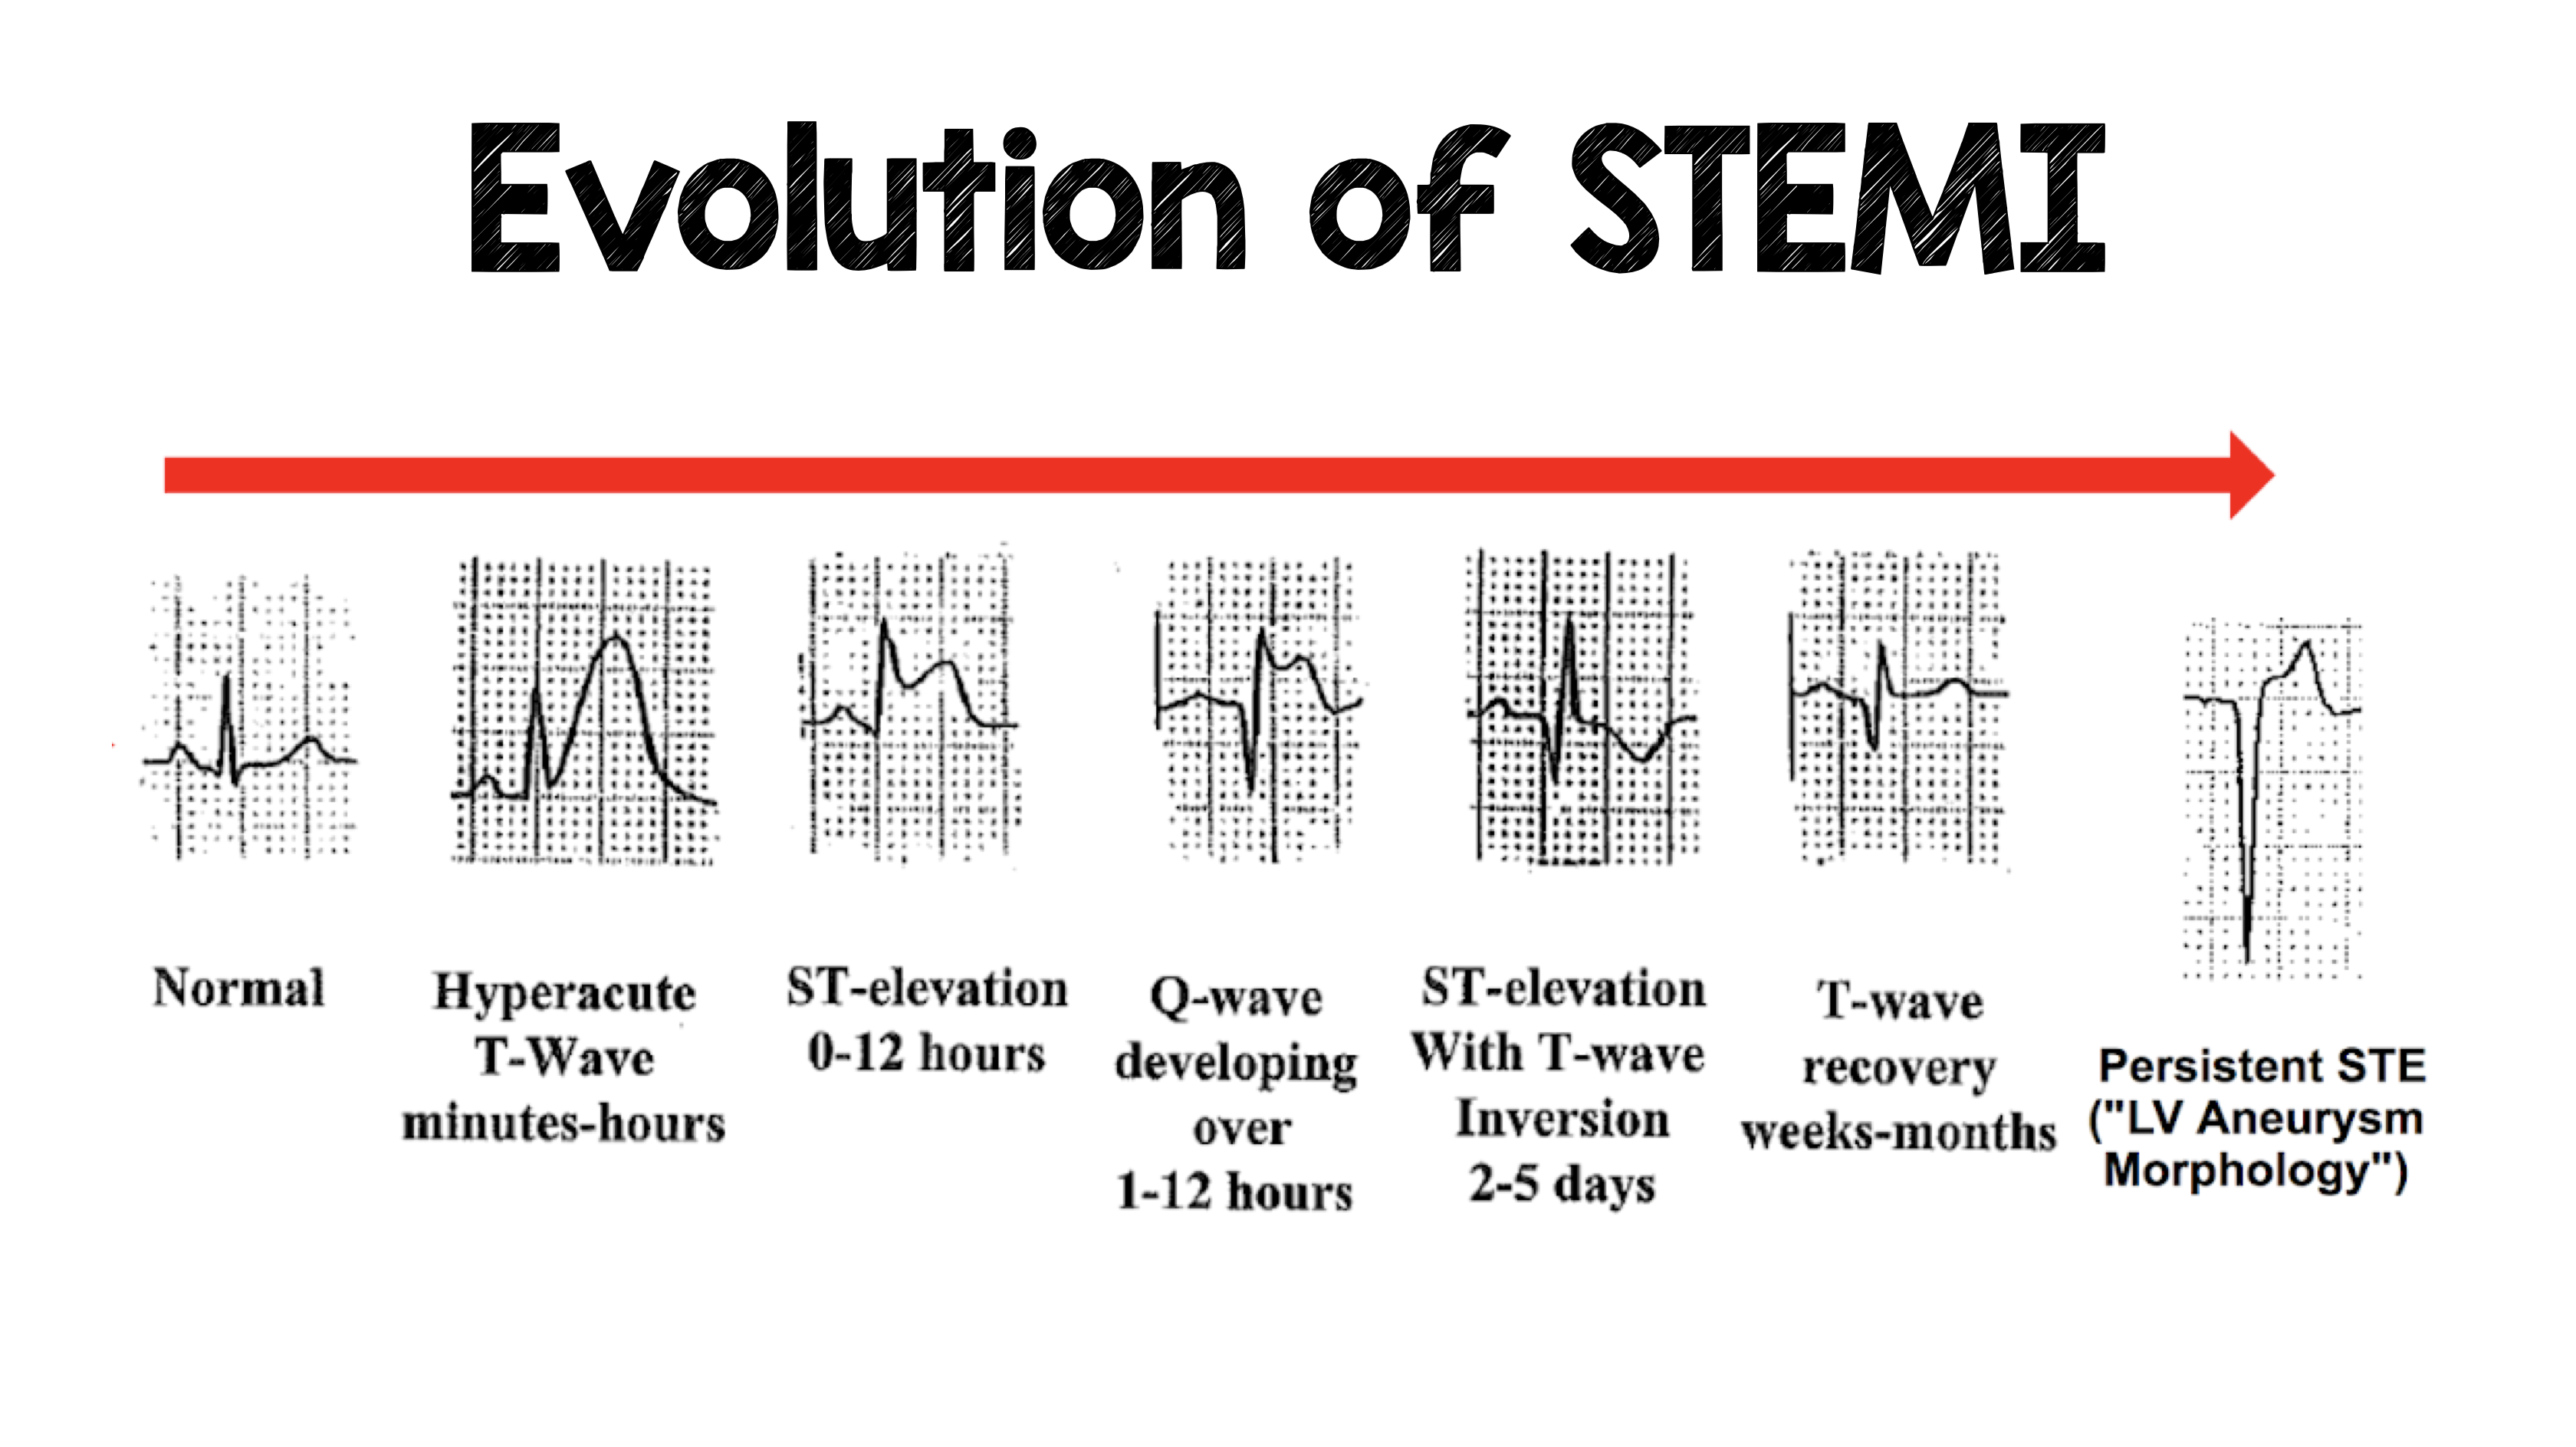 Evolution of STEMI
Normal
Hyperacute
T-Wave
minutes-hours
ST-elevation
0-12 hours
Q-wave
developing
over
1-12 hours
ST-elevation
With T-wave
Inversion
2-5 days
T-wave
recovery
weeks-months
Persistent STE
("LV Aneurysm
Morphology")